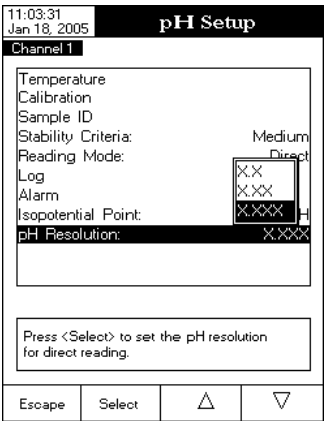 11:03:31
Jan 18, 2005
pH Setup
Channel 1
Temperature
Calibration
Sample ID
Stability Criteria: Medium
Reading Mode: Direct
Log
Alarm
Isopotential Point: H
pH Resolution: X.XXX
X.X
X.XX
X.XXX
Press <Select> to set the pH resolution
for direct reading.
Escape Select △ ▽